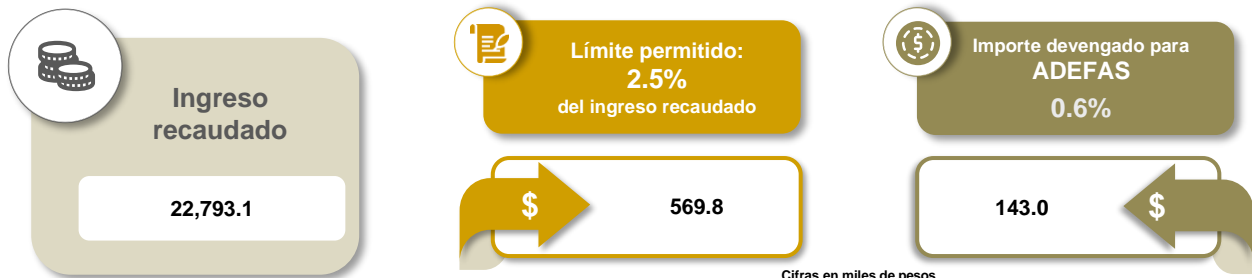 Ingreso
recaudado
22,793.1
Límite permitido:
2.5%
del ingreso recaudado
$
569.8
Importe devengado para
ADEFAS
0.6%
143.0
$
Cifras en miles de pesos